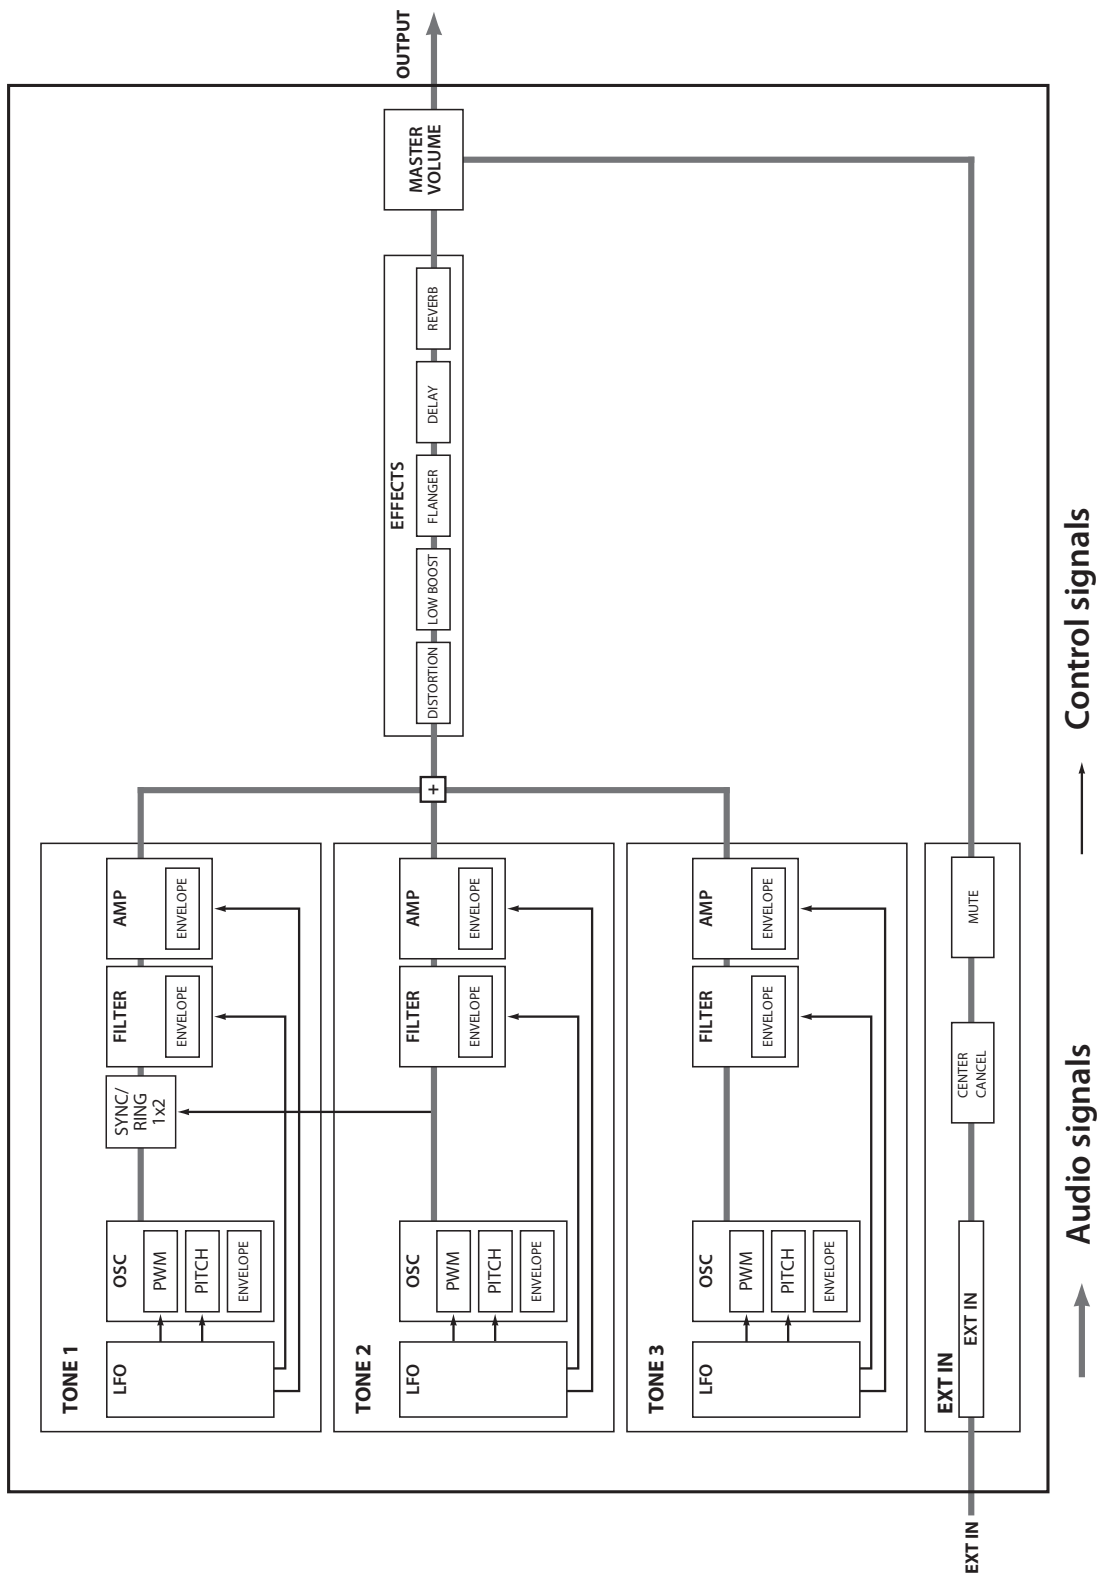 TONE 1
LFO
OSC
PWM
PITCH
ENVELOPE
SYNC/
RING
1x2
FILTER
ENVELOPE
AMP
ENVELOPE
TONE 2
LFO
OSC
PWM
PITCH
ENVELOPE
FILTER
ENVELOPE
AMP
ENVELOPE
+
EFFECTS
DISTORTION
LOW BOOST
FLANGER
DELAY
REVERB
MASTER
VOLUME
OUTPUT
TONE 3
LFO
OSC
PWM
PITCH
ENVELOPE
FILTER
ENVELOPE
AMP
ENVELOPE
EXT IN
EXT IN
EXT IN
CENTER
CANCEL
MUTE
Audio signals
Control signals